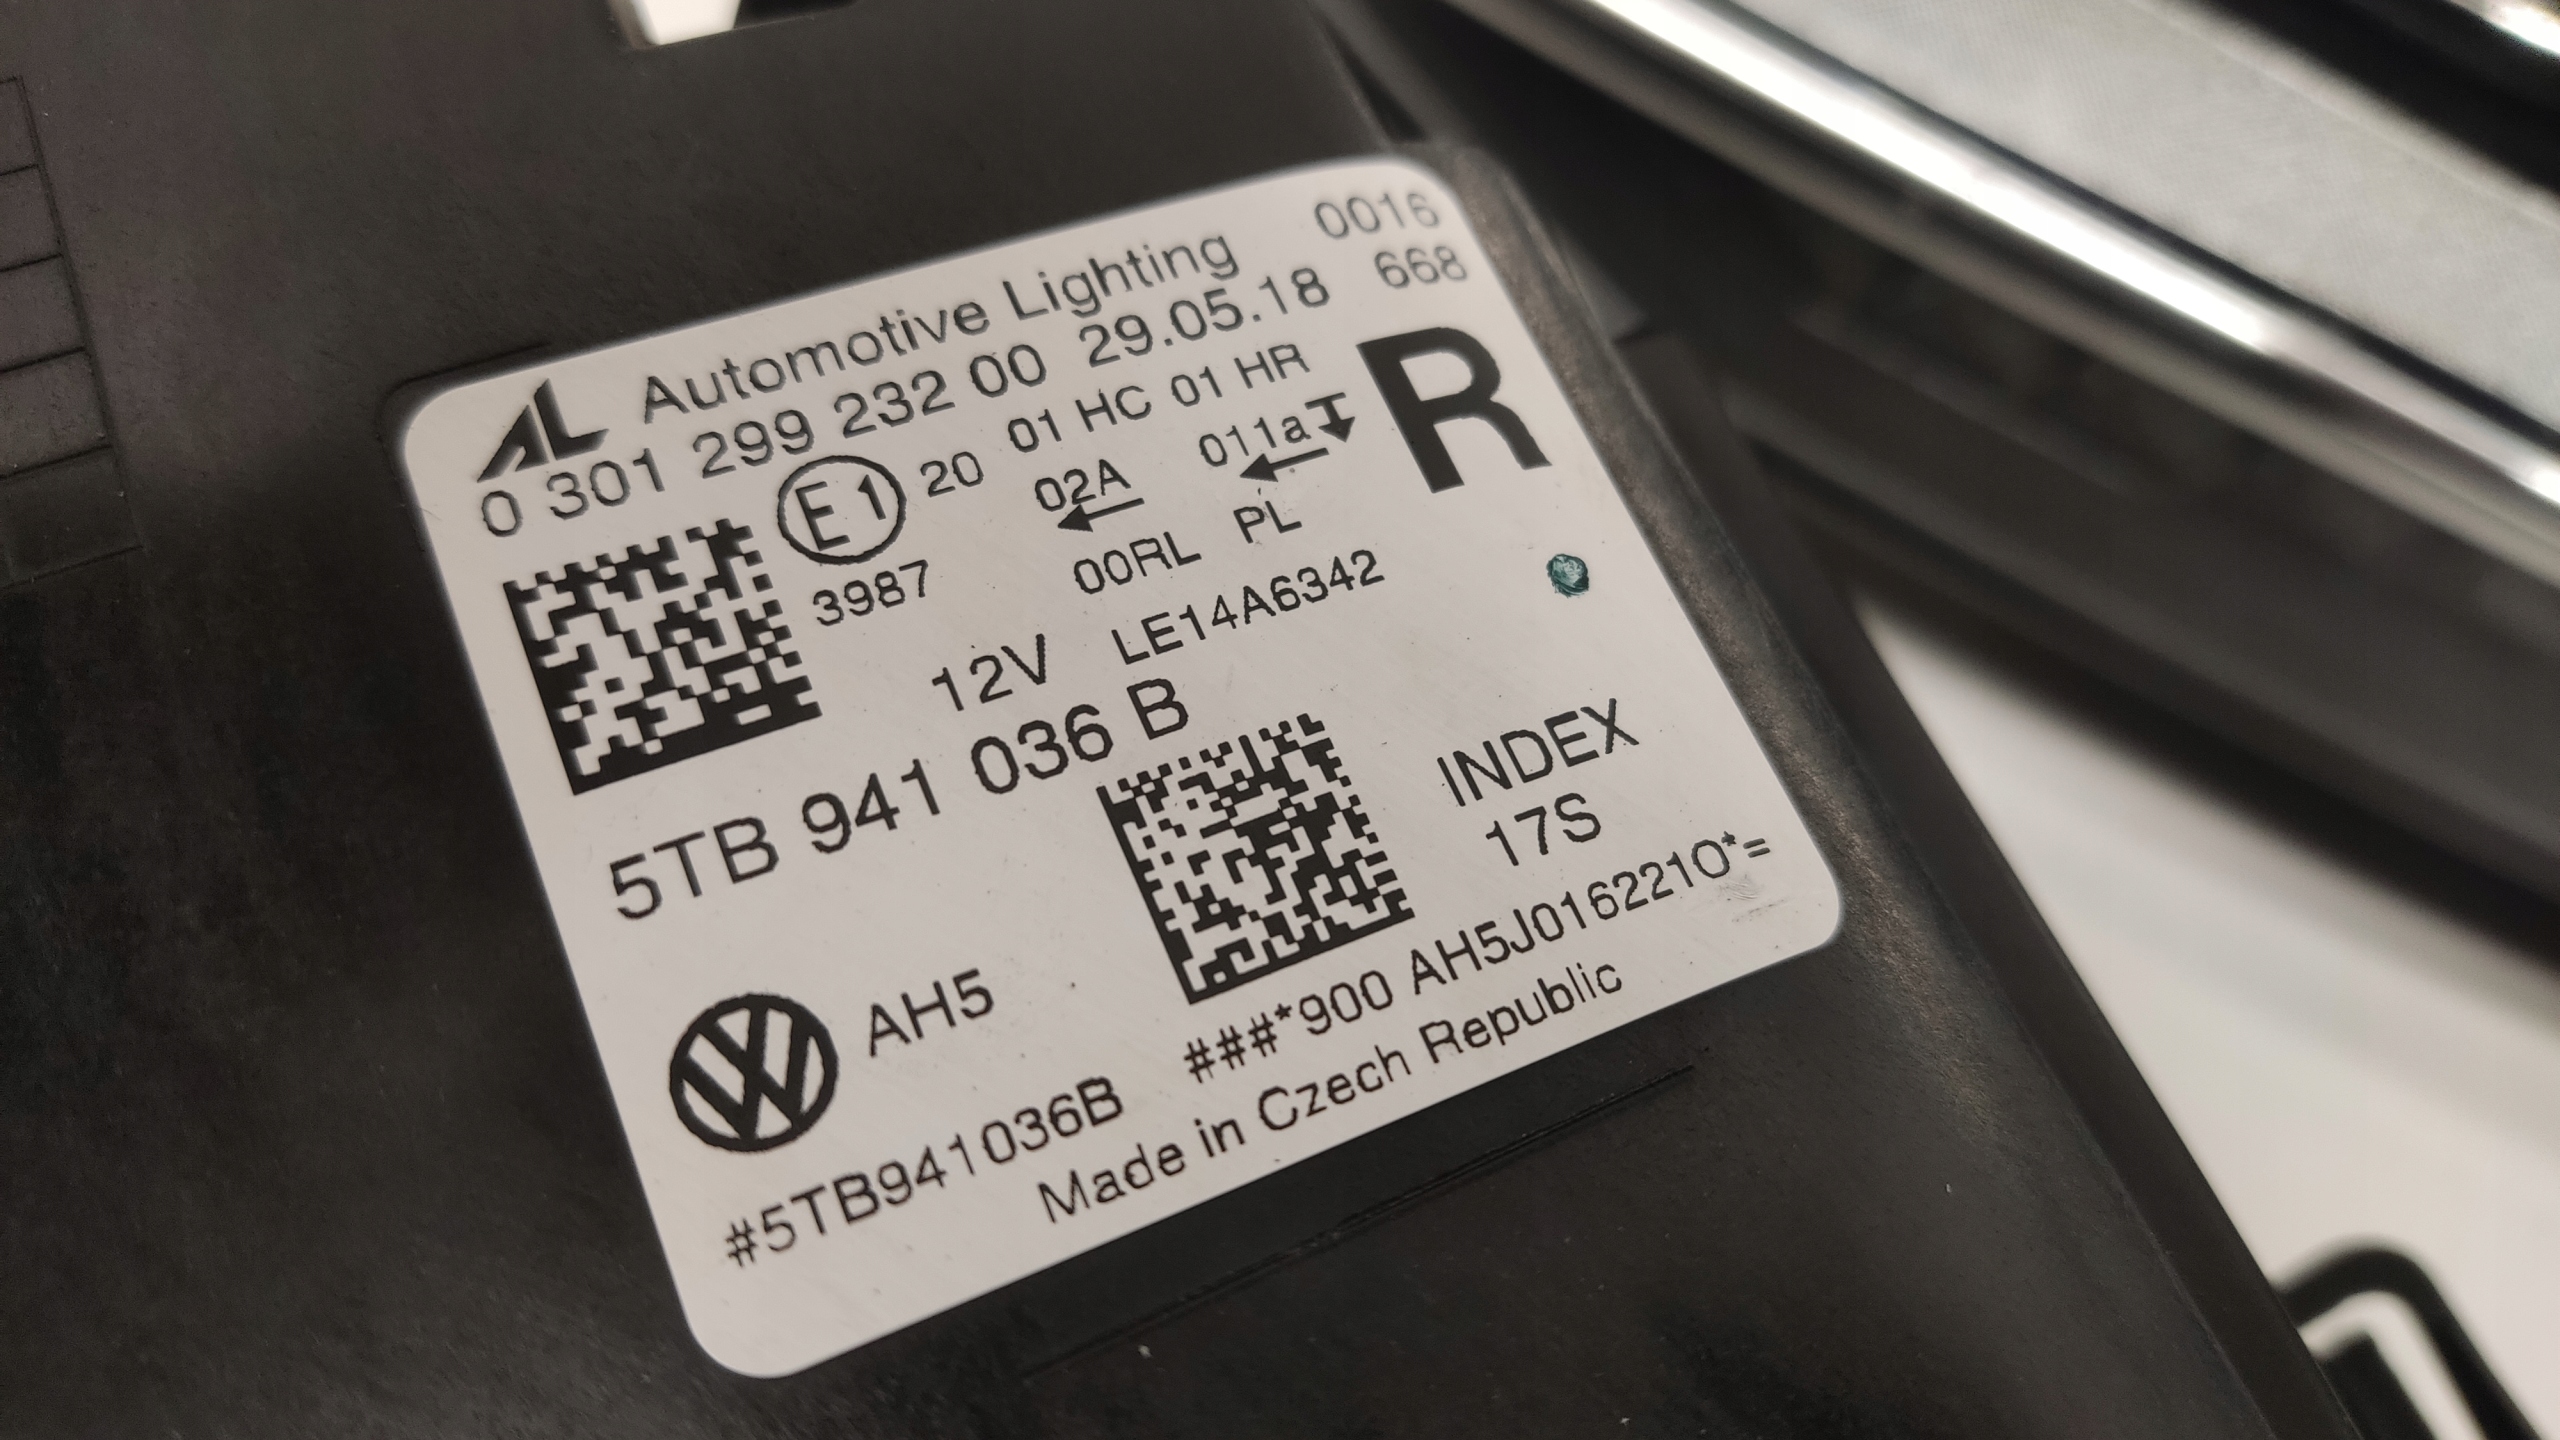 AL Automotive Lighting 0016
0 301 299 232 00 29.05.18 668
E1 20 01 HC 01 HR R
02A 011a
3987 00RL PL
12V LE14A6342
5TB 941 036 B
INDEX
17S
VW AH5
###*900 AH5J0162210*=
#5TB941036B
Made in Czech Republic